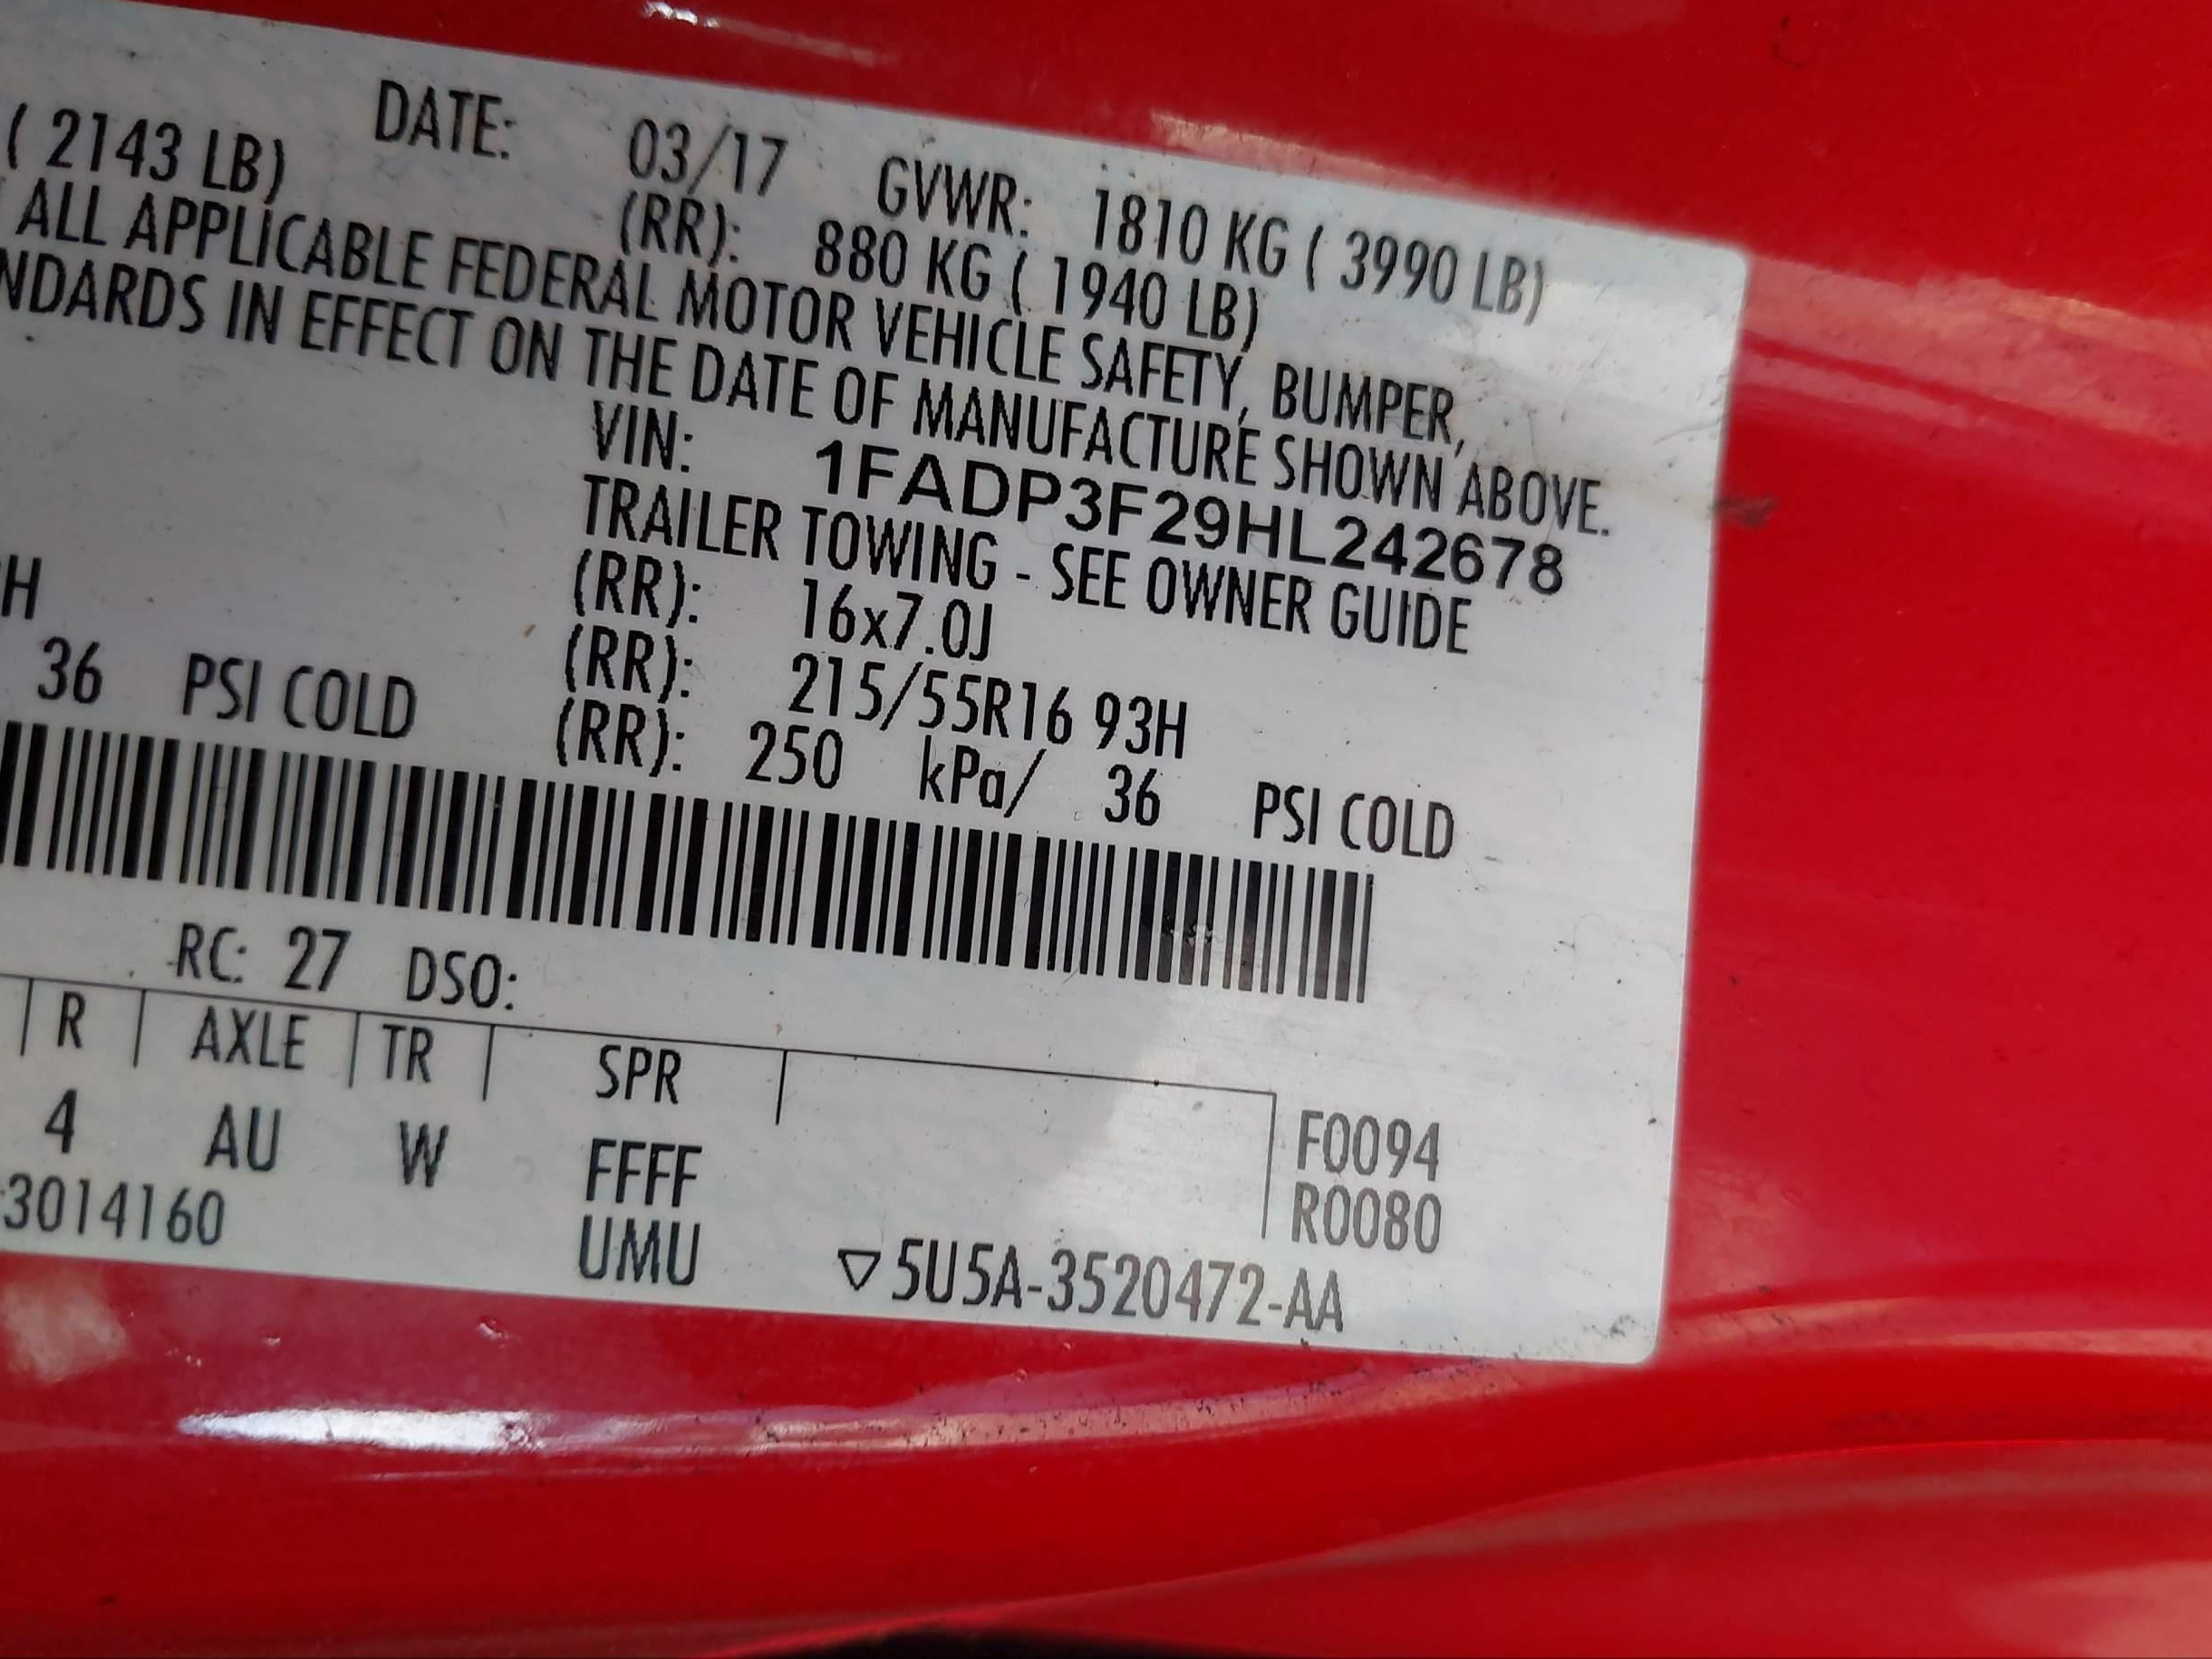 DATE: 03/17 GVWR: 1810 KG ( 3990 LB)
( 2143 LB) (RR): 880 KG ( 1940 LB)
ALL APPLICABLE FEDERAL MOTOR VEHICLE SAFETY, BUMPER,
NDARDS IN EFFECT ON THE DATE OF MANUFACTURE SHOWN ABOVE.
VIN: 1FADP3F29HL242678
TRAILER TOWING - SEE OWNER GUIDE
(RR): 16x7.0J
H (RR): 215/55R16 93H
36 PSI COLD (RR): 250 kPa/ 36 PSI COLD
RC: 27 DSO:
R | AXLE | TR | SPR
F0094
4 AU W FFFF
R0080
3014160 UMU ▽5U5A-3520472-AA